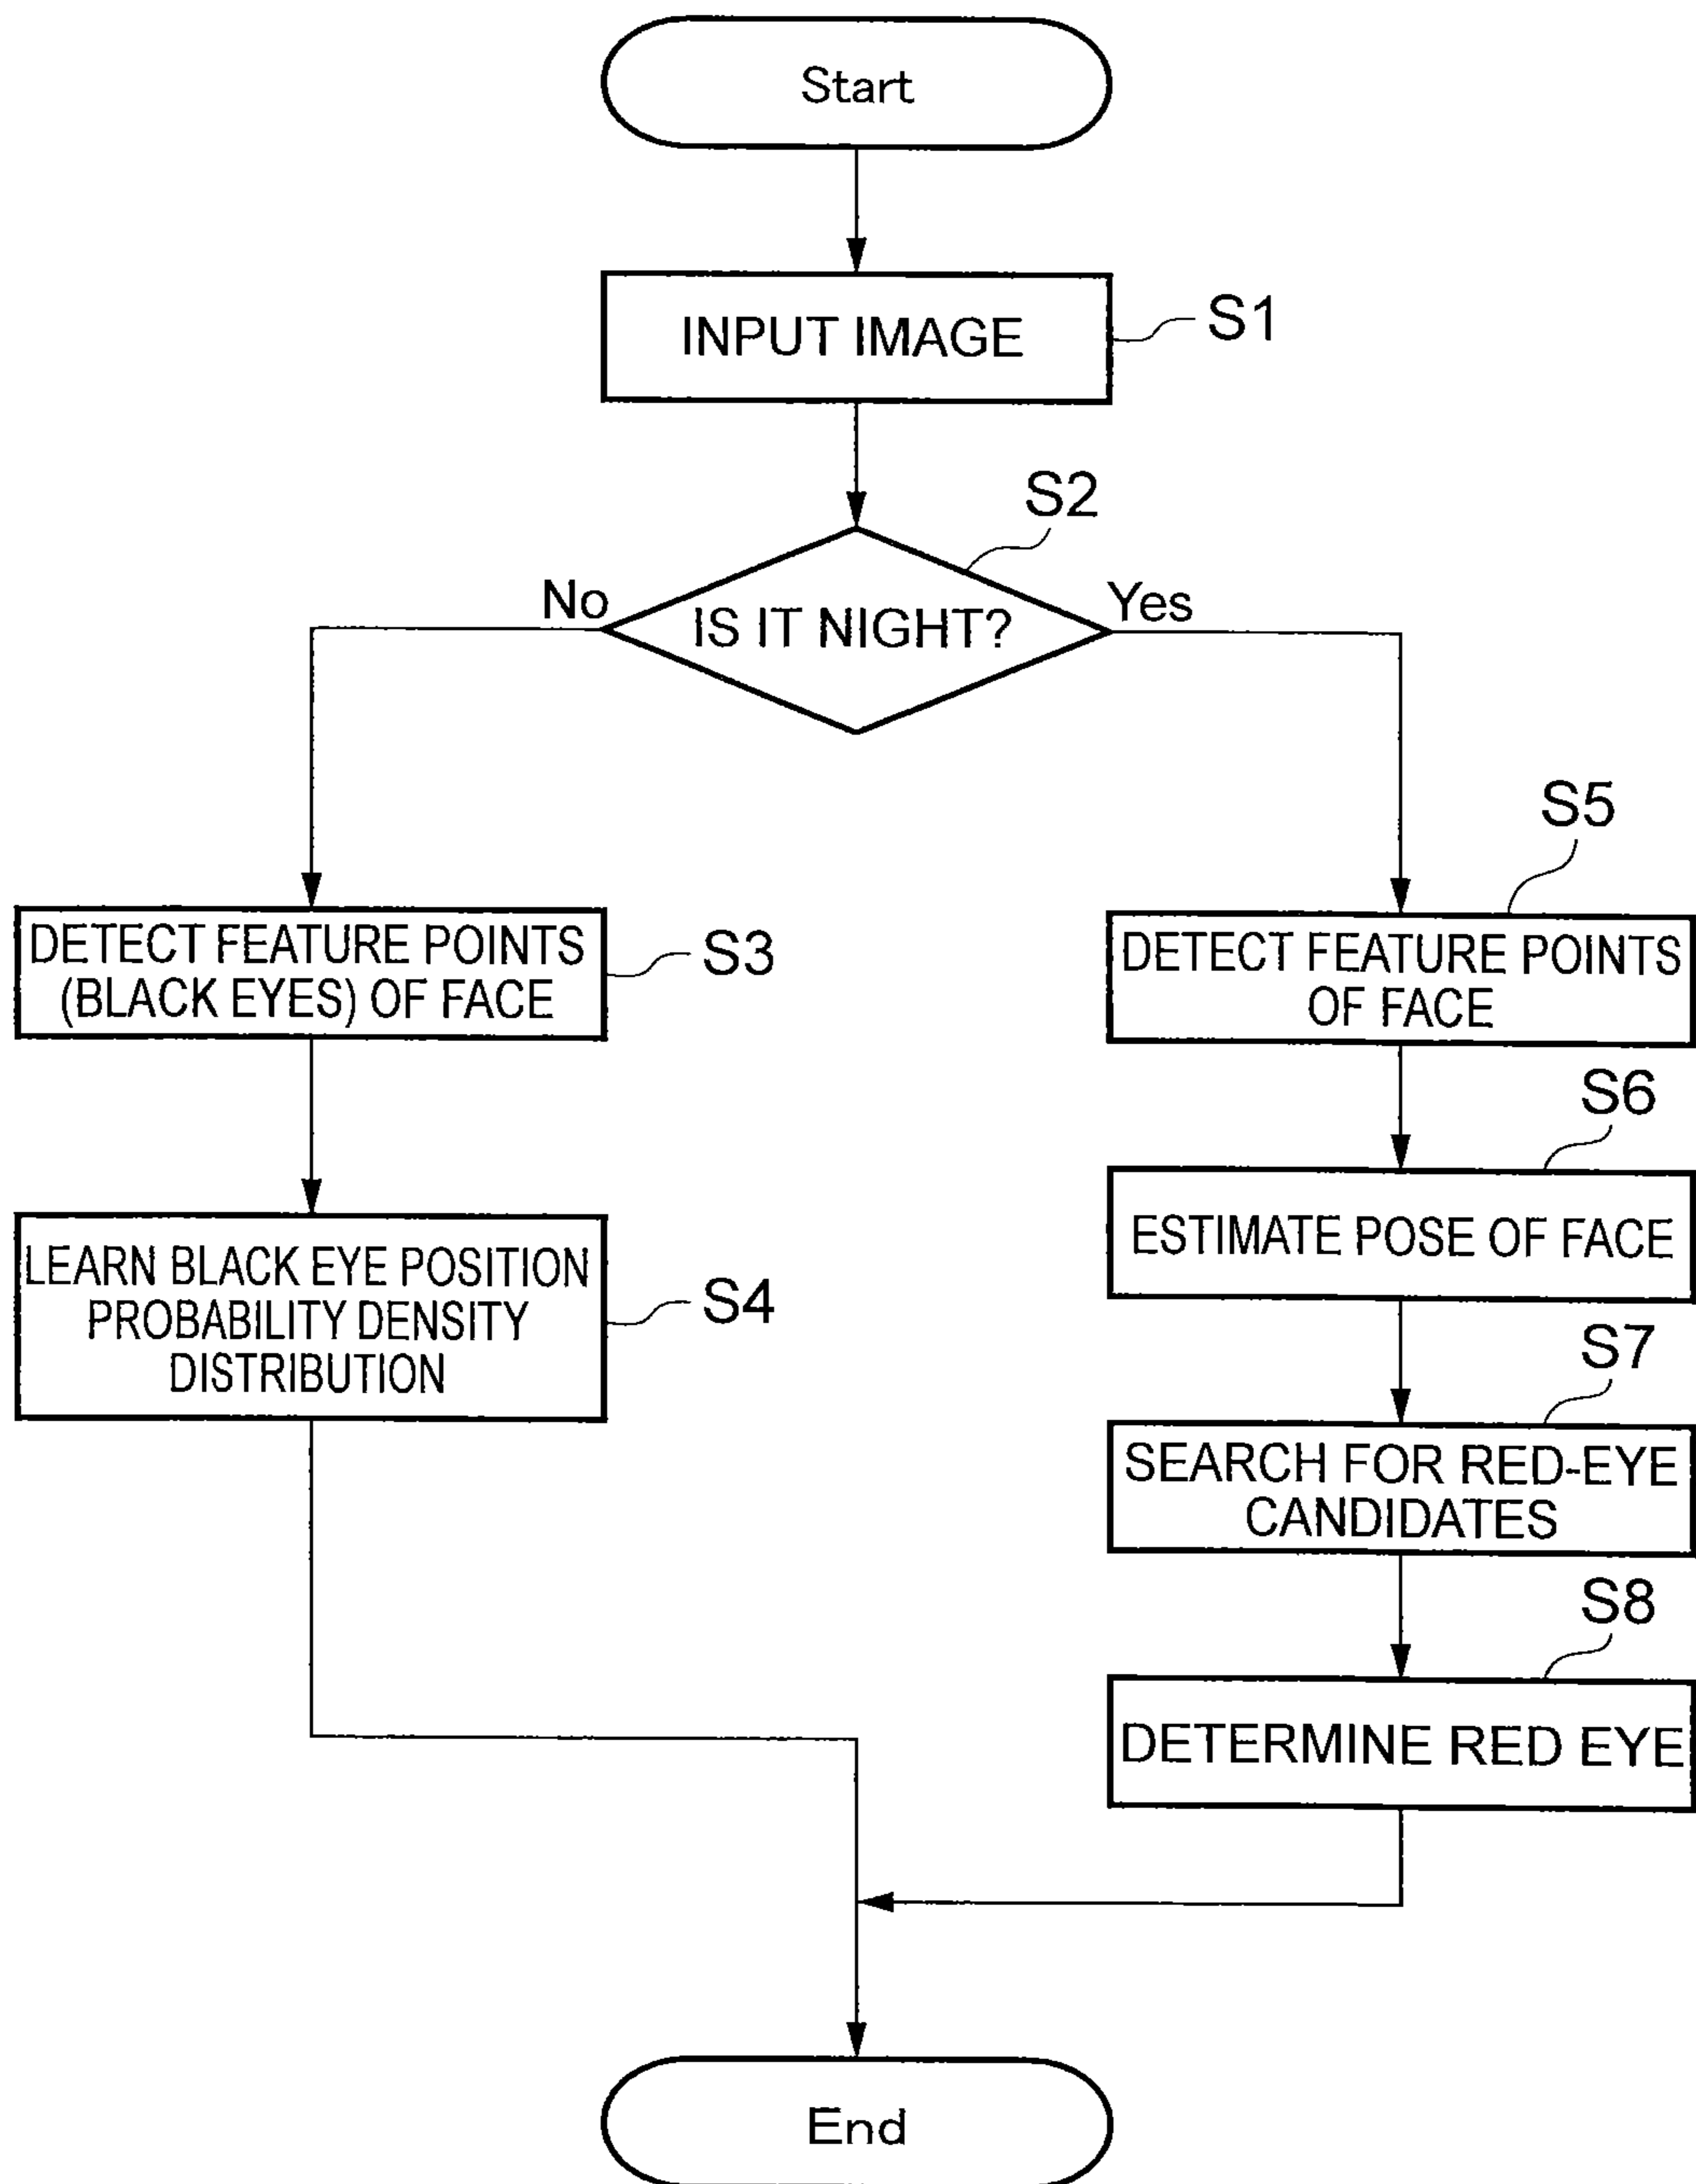 Start
INPUT IMAGE
S1
S2
No
IS IT NIGHT?
Yes
S5
DETECT FEATURE POINTS
(BLACK EYES) OF FACE
S3
DETECT FEATURE POINTS
OF FACE
S6
ESTIMATE POSE OF FACE
LEARN BLACK EYE POSITION
PROBABILITY DENSITY
DISTRIBUTION
S4
S7
SEARCH FOR RED-EYE
CANDIDATES
S8
DETERMINE RED EYE
End